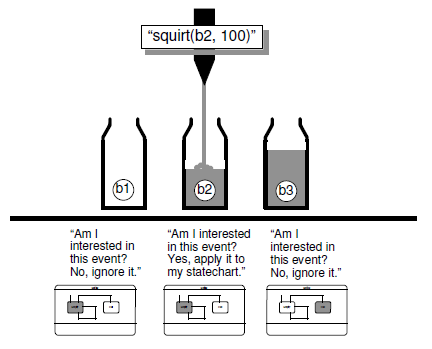 “squirt(b2, 100)”
b1
b2
b3
“Am I
interested in
this event?
No, ignore it.”
“Am I interested
in this event?
Yes, apply it to
my statechart.”
“Am I
interested in
this event?
No, ignore it.”